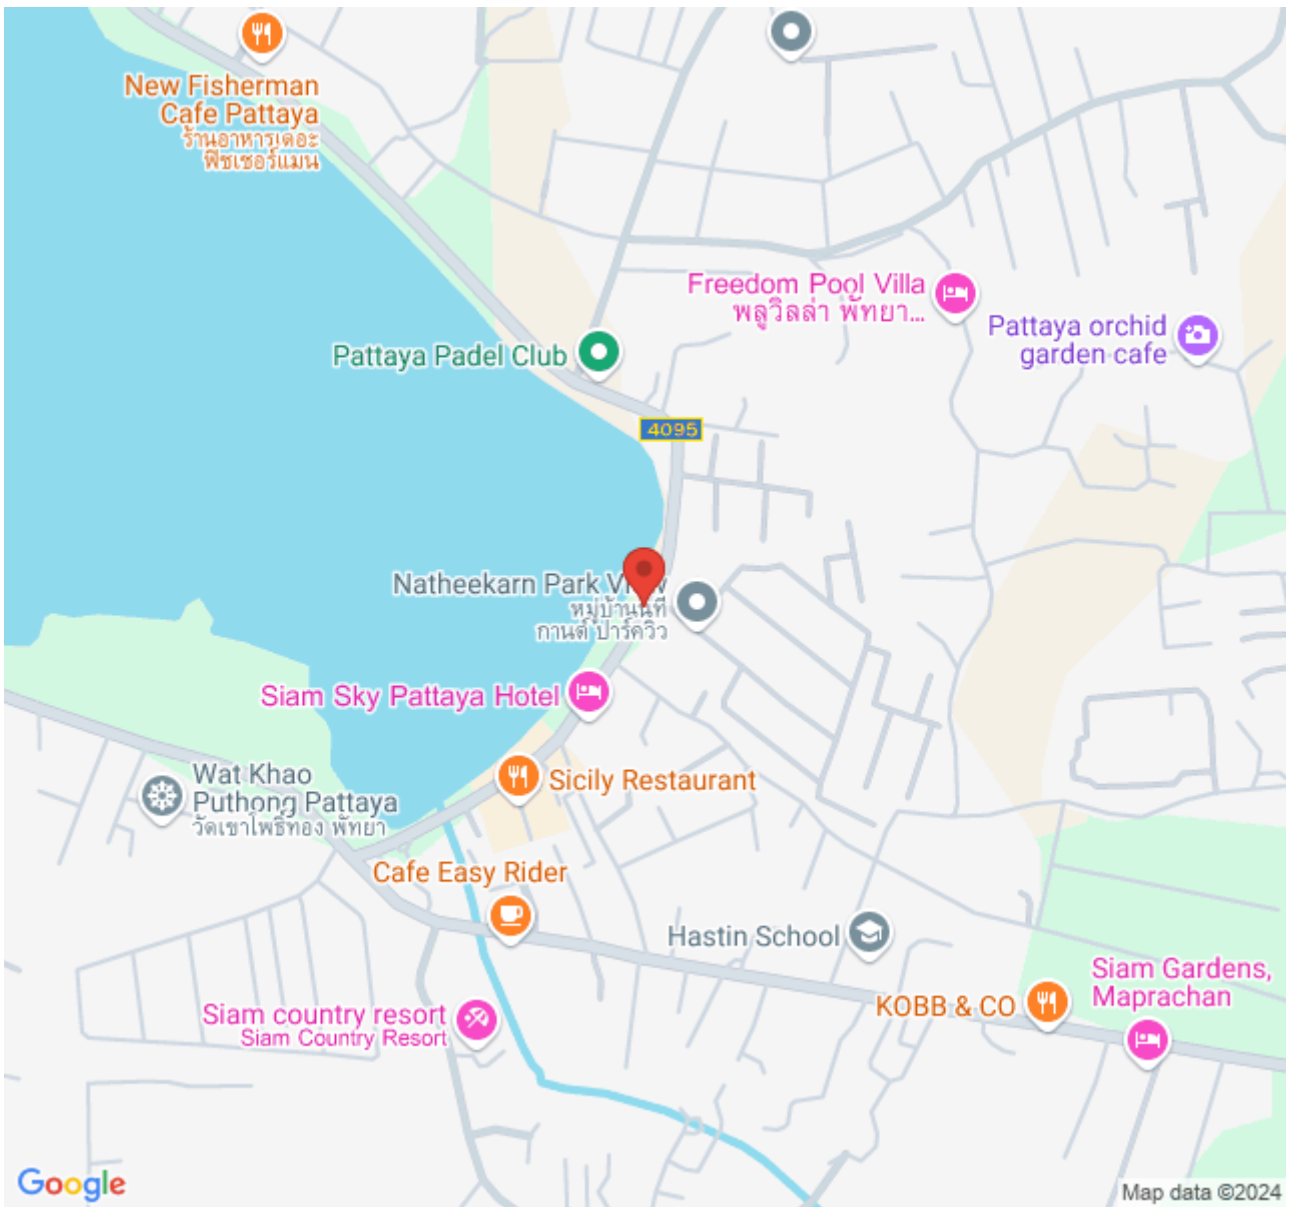 New Fisherman
Cafe Pattaya
ร้านอาหารเดอะ
ฟิชเชอร์แมน
Freedom Pool Villa
พลูวิลล่า พัทยา...
Pattaya orchid
garden cafe
Pattaya Padel Club
4095
Natheekarn Park View
หมู่บ้านนที
กานต์ ปาร์ควิว
Siam Sky Pattaya Hotel
Wat Khao
Puthong Pattaya
วัดเขาโพธิ์ทอง พัทยา
Sicily Restaurant
Cafe Easy Rider
Hastin School
Siam Gardens,
Maprachan
KOBB & CO
Siam country resort
Siam Country Resort
Google
Map data ©2024